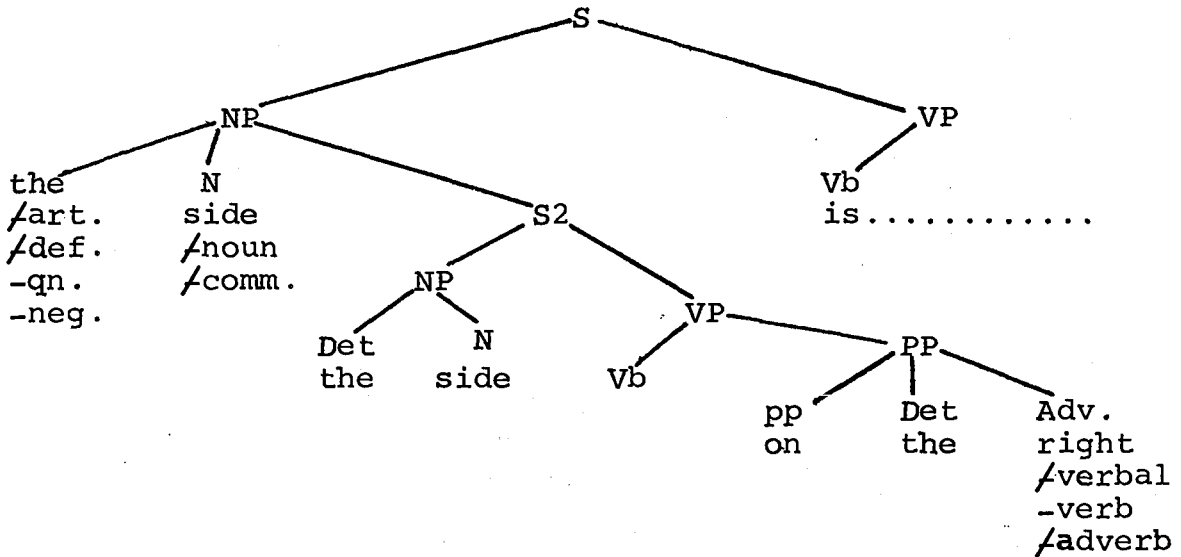 S
NP VP
the N Vb
+art. side S2 is............
+def. +noun
-qn. +comm. NP
-neg. VP
Det N PP
the side Vb
pp Det Adv.
on the right
+verbal
-verb
+adverb